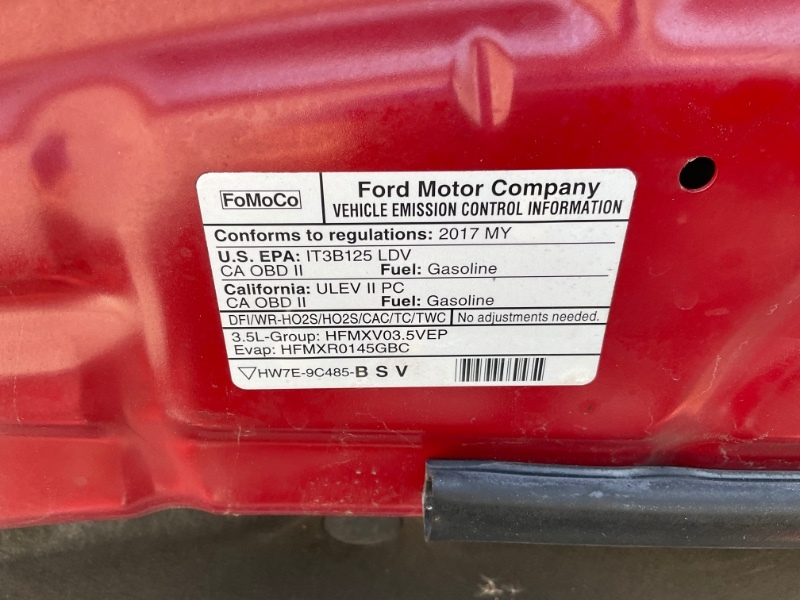 FoMoCo
Ford Motor Company
VEHICLE EMISSION CONTROL INFORMATION
Conforms to regulations: 2017 MY
U.S. EPA: IT3B125 LDV
CA OBD II Fuel: Gasoline
California: ULEV II PC
CA OBD II Fuel: Gasoline
DFI/WR-HO2S/HO2S/CAC/TC/TWC No adjustments needed.
3.5L-Group: HFMXV03.5VEP
Evap: HFMXR0145GBC
HW7E-9C485-B S V